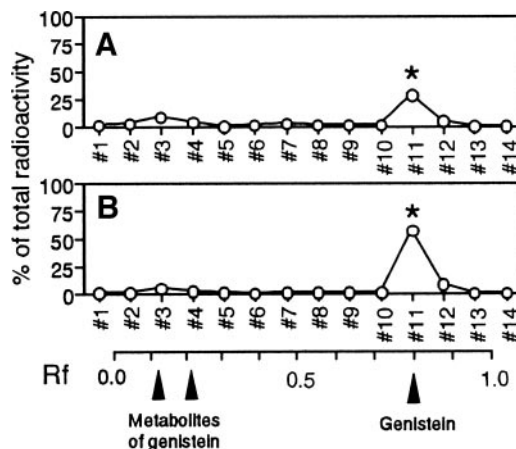 % of total radioactivity
A
100
75
50
25
0
*
#1 #2 #3 #4 #5 #6 #7 #8 #9 #10 #11 #12 #13 #14
B
100
75
50
25
0
*
#1 #2 #3 #4 #5 #6 #7 #8 #9 #10 #11 #12 #13 #14
Rf 0.0 0.5 1.0
Metabolites Genistein
of genistein